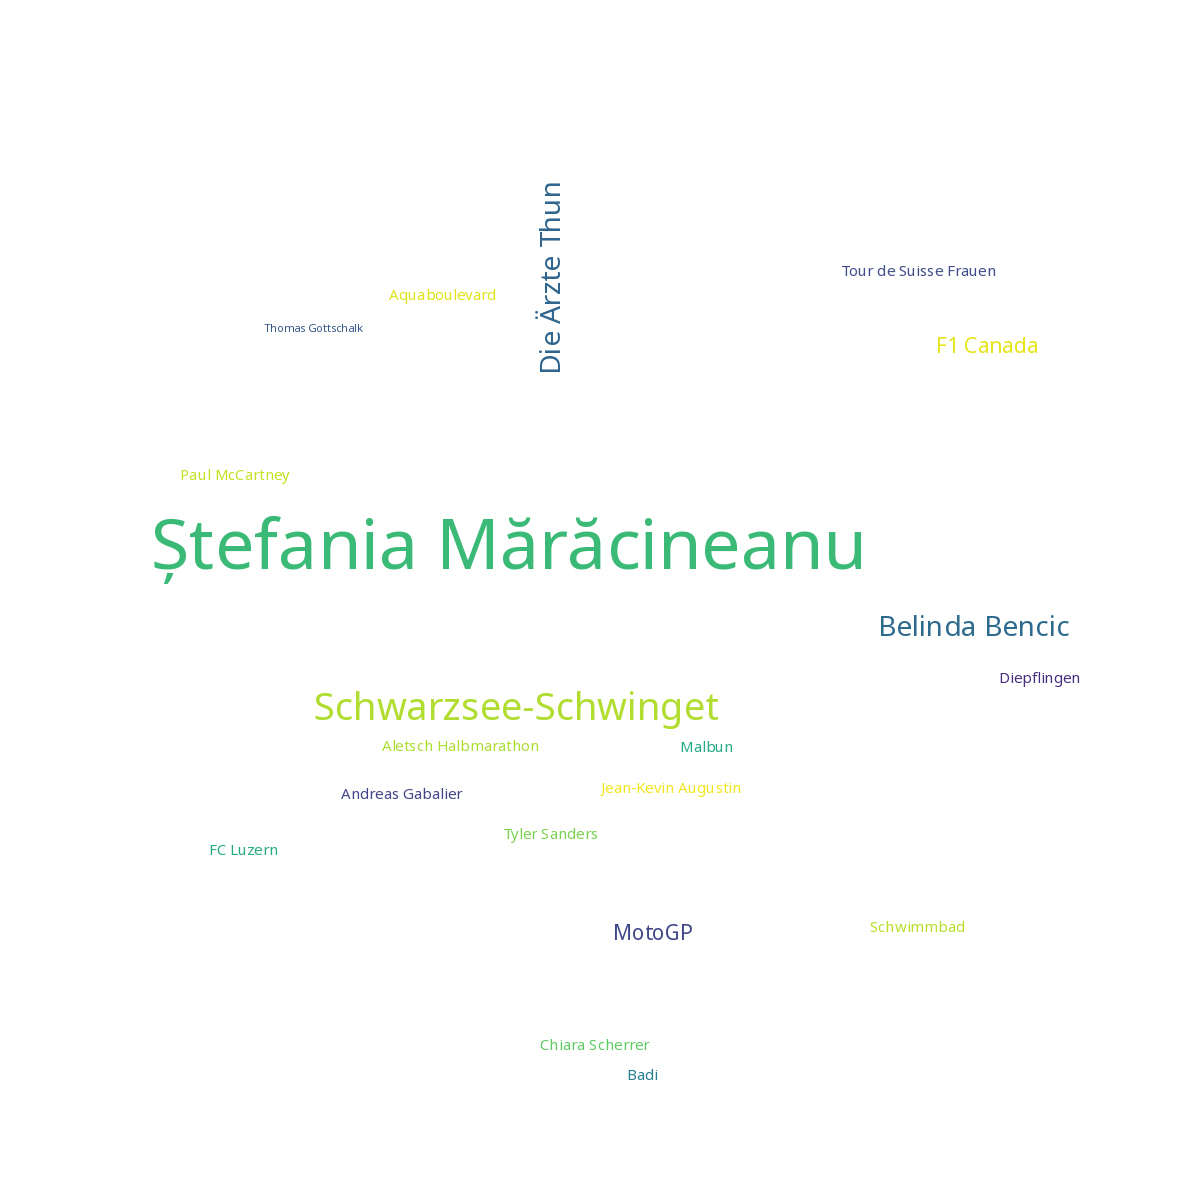 Die Ärzte Thun
Tour de Suisse Frauen
Aquaboulevard
Thomas Gottschalk
F1 Canada
Paul McCartney
Ștefania Mărăcineanu
Belinda Bencic
Diepflingen
Schwarzsee-Schwinget
Aletsch Halbmarathon
Malbun
Andreas Gabalier
Jean-Kevin Augustin
Tyler Sanders
FC Luzern
MotoGP
Schwimmbad
Chiara Scherrer
Badi